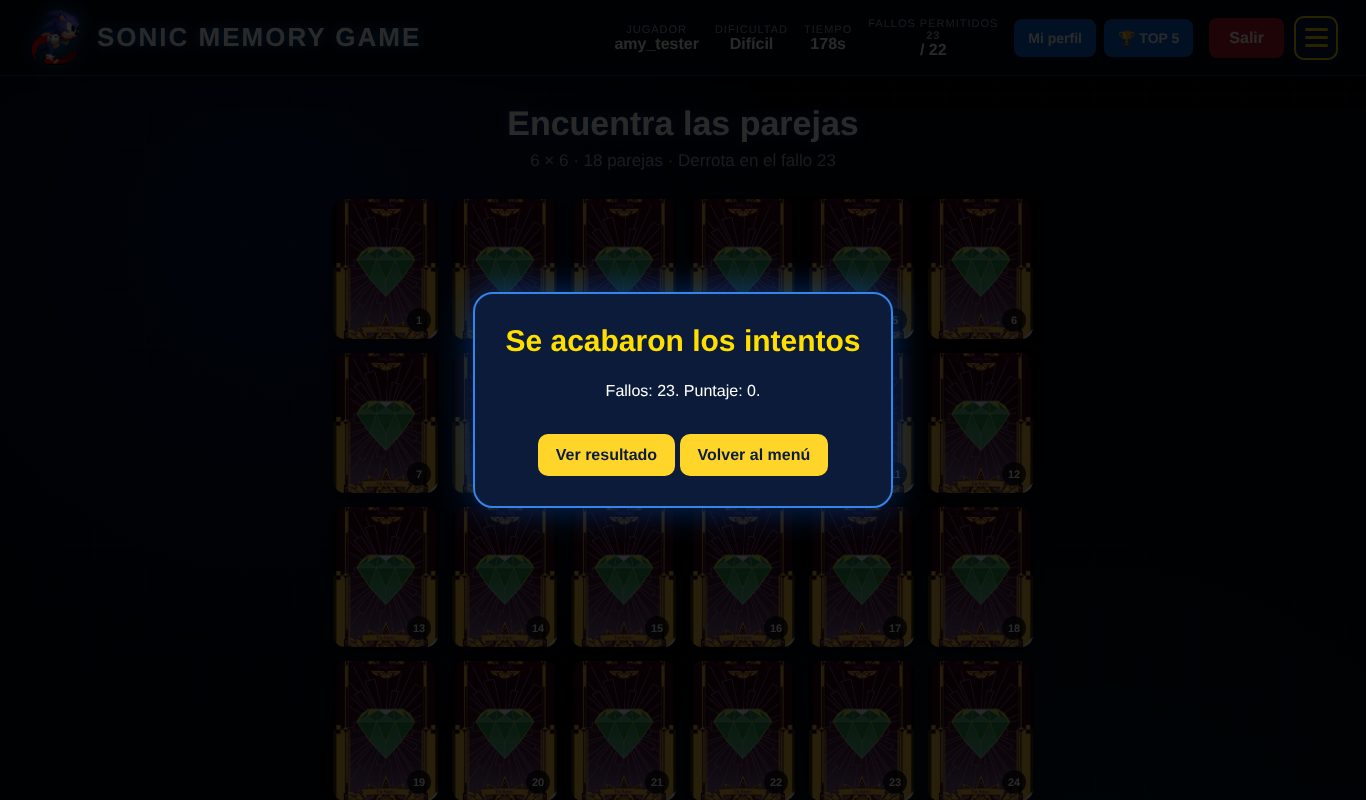 SONIC MEMORY GAME
JUGADOR
amy_tester
DIFICULTAD
Difícil
TIEMPO
178s
FALLOS PERMITIDOS
23
/ 22
Mi perfil
🏆 TOP 5
Salir
Encuentra las parejas
6 × 6 · 18 parejas · Derrota en el fallo 23
1
5
6
Se acabaron los intentos
Fallos: 23. Puntaje: 0.
Ver resultado
Volver al menú
7
12
13
14
15
16
17
18
19
20
21
22
23
24